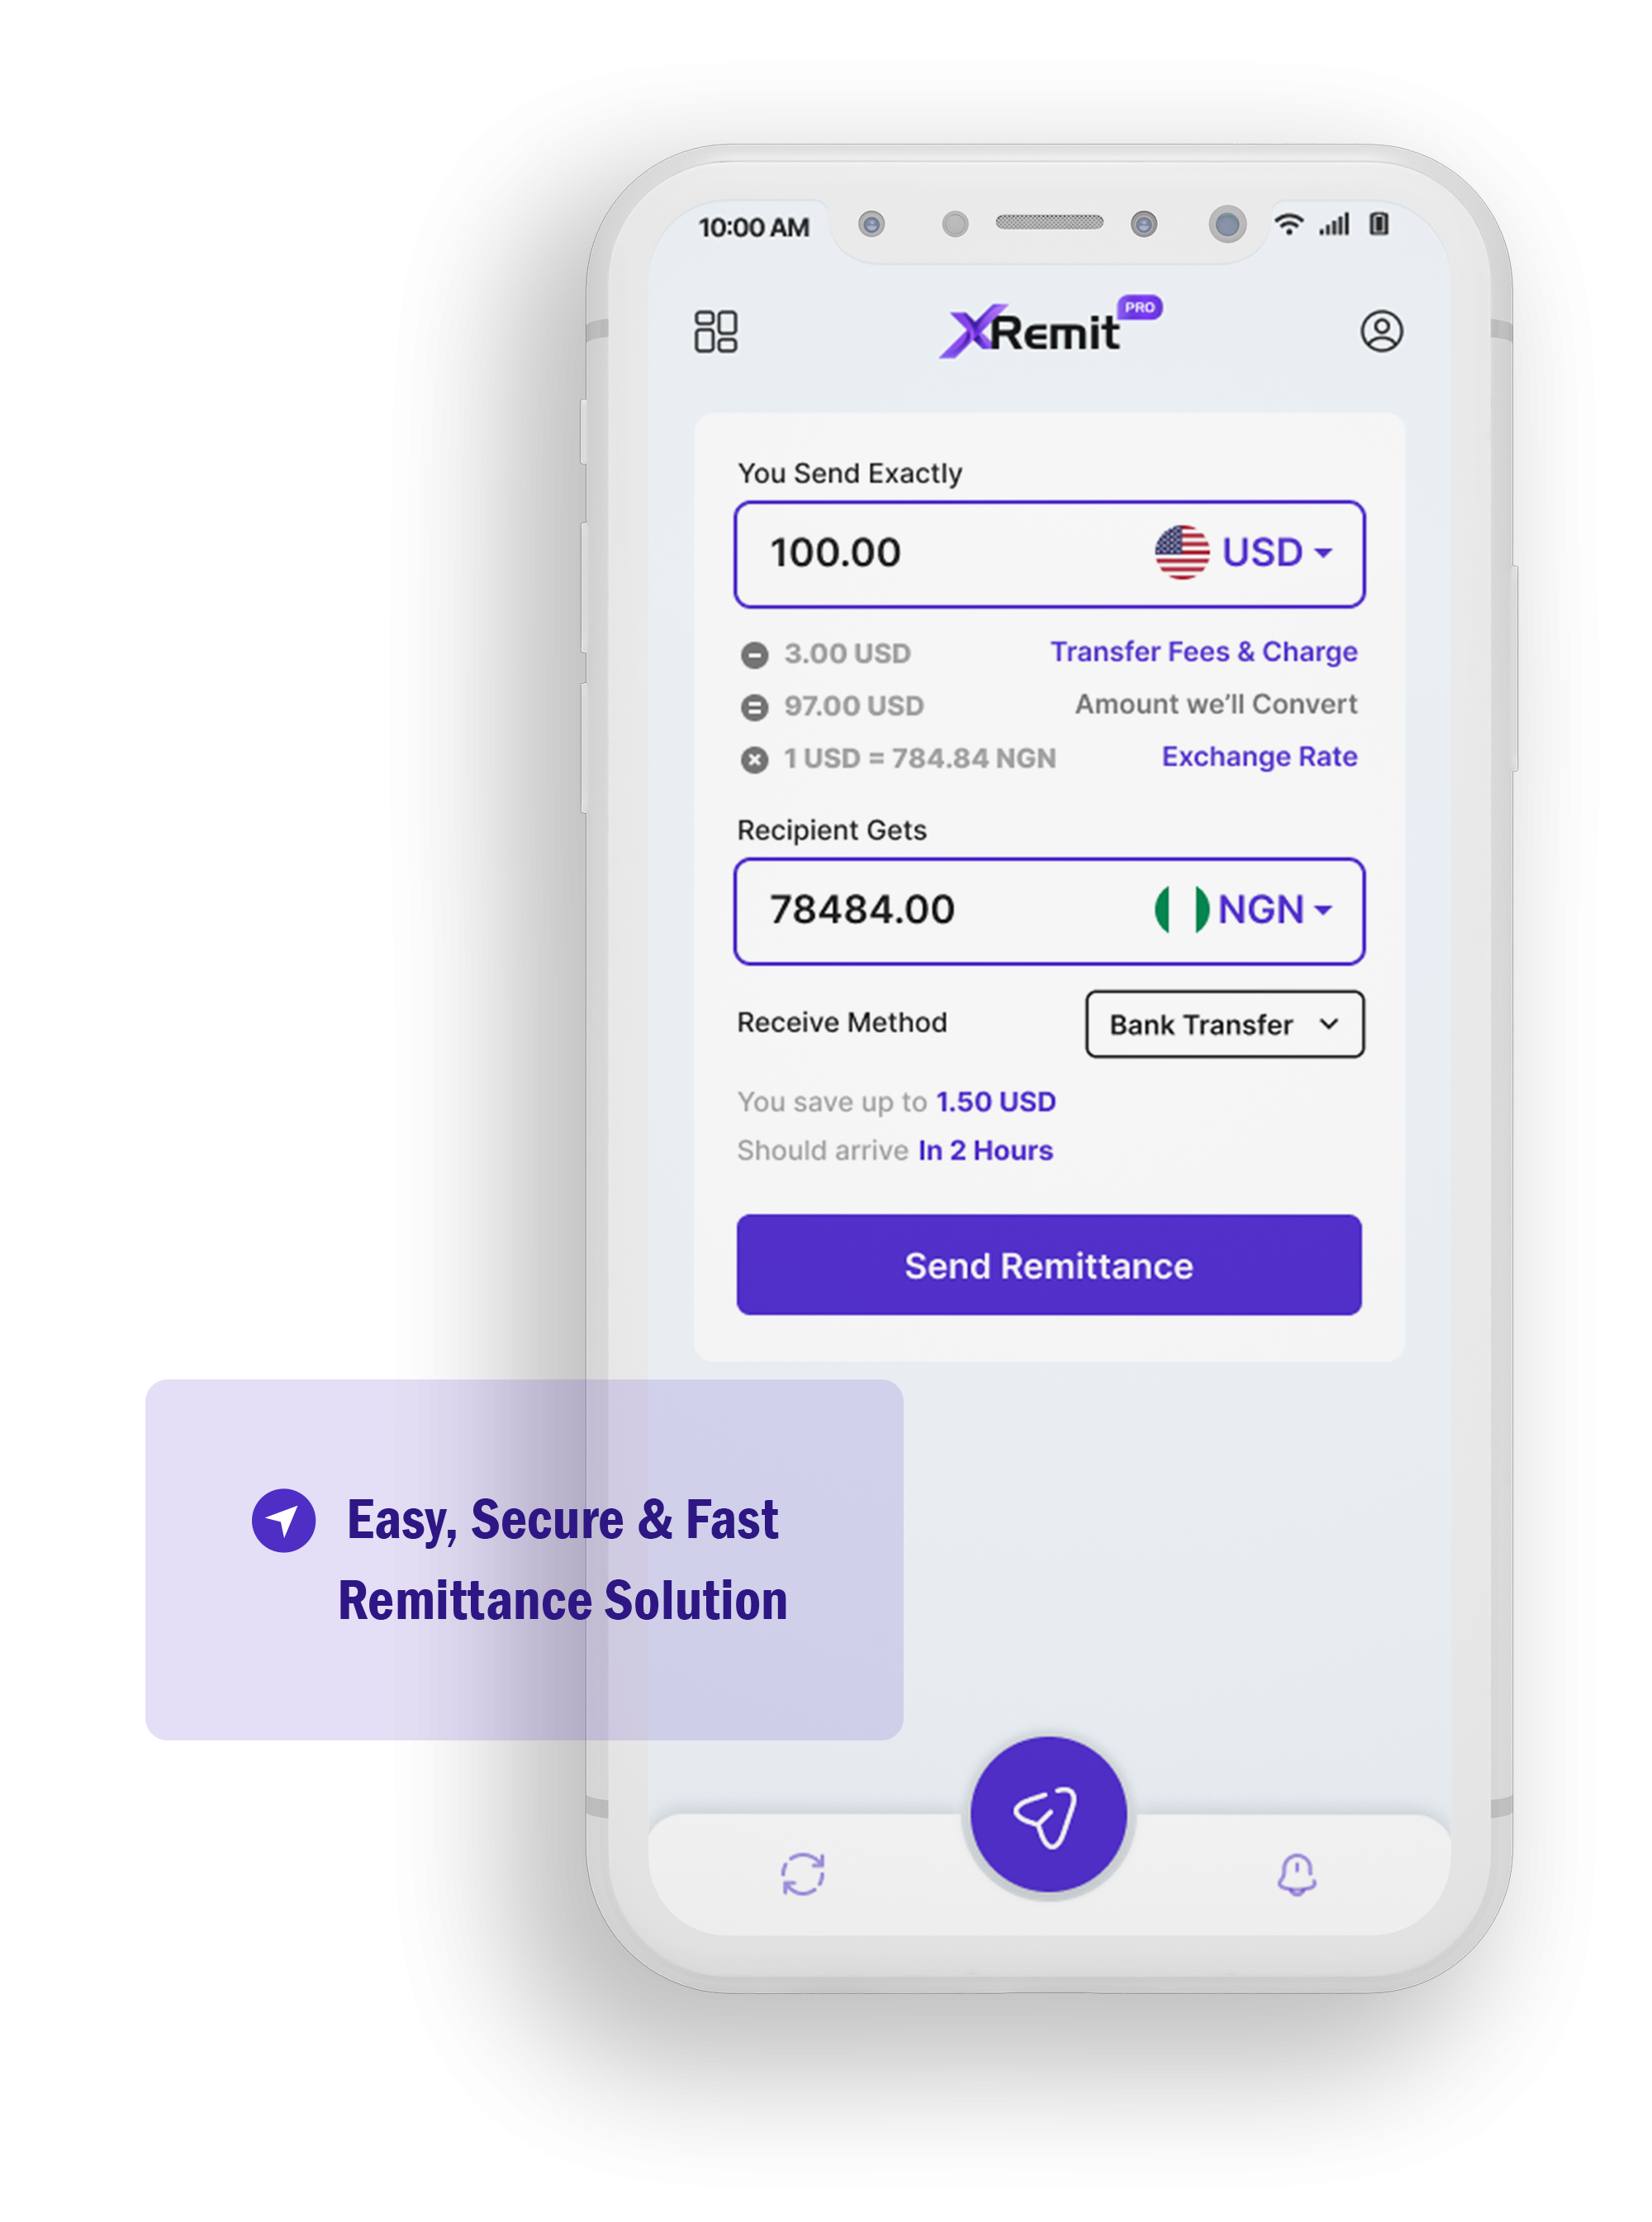 10:00 AM
XRemit PRO
You Send Exactly
100.00 USD
3.00 USD Transfer Fees & Charge
97.00 USD Amount we’ll Convert
1 USD = 784.84 NGN Exchange Rate
Recipient Gets
78484.00 NGN
Receive Method Bank Transfer
You save up to 1.50 USD
Should arrive In 2 Hours
Send Remittance
Easy, Secure & Fast
Remittance Solution